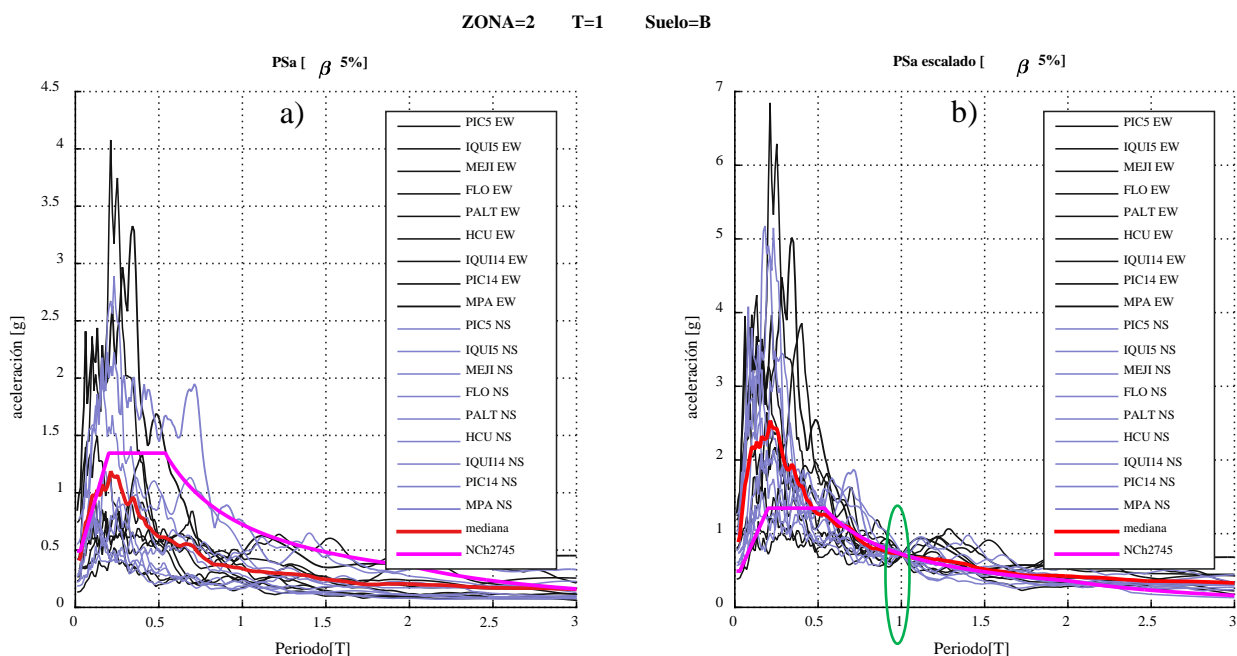 ZONA=2 T=1 Suelo=B
PSa [ β 5%]
a)
4.5
4
3.5
3
2.5
2
1.5
1
0.5
0
aceleración [g]
0 0.5 1 1.5 2 2.5 3
Periodo[T]
PIC5 EW
IQUI5 EW
MEJI EW
FLO EW
PALT EW
HCU EW
IQUI14 EW
PIC14 EW
MPA EW
PIC5 NS
IQUI5 NS
MEJI NS
FLO NS
PALT NS
HCU NS
IQUI14 NS
PIC14 NS
MPA NS
mediana
NCh2745
PSa escalado [ β 5%]
b)
7
6
5
4
3
2
1
0
aceleración [g]
0 0.5 1 1.5 2 2.5 3
Periodo[T]
PIC5 EW
IQUI5 EW
MEJI EW
FLO EW
PALT EW
HCU EW
IQUI14 EW
PIC14 EW
MPA EW
PIC5 NS
IQUI5 NS
MEJI NS
FLO NS
PALT NS
HCU NS
IQUI14 NS
PIC14 NS
MPA NS
mediana
NCh2745